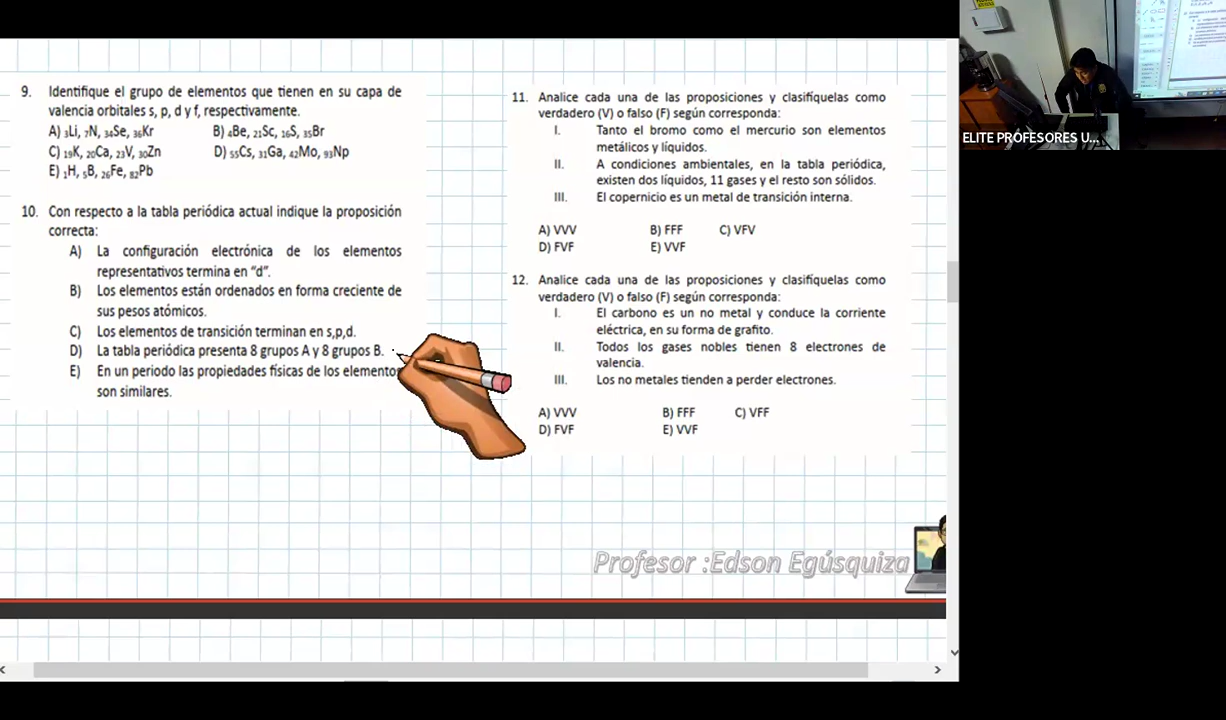 9. Identifique el grupo de elementos que tienen en su capa de
valencia orbitales s, p, d y f, respectivamente.
A) ₃Li, ₇N, ₃₄Se, ₃₆Kr B) ₄Be, ₂₁Sc, ₁₆S, ₃₅Br
C) ₁₉K, ₂₀Ca, ₂₃V, ₃₀Zn D) ₅₅Cs, ₃₁Ga, ₄₂Mo, ₉₃Np
E) ₁H, ₅B, ₂₆Fe, ₈₂Pb
10. Con respecto a la tabla periódica actual indique la proposición
correcta:
A) La configuración electrónica de los elementos
representativos termina en "d".
B) Los elementos están ordenados en forma creciente de
sus pesos atómicos.
C) Los elementos de transición terminan en s,p,d.
D) La tabla periódica presenta 8 grupos A y 8 grupos B.
E) En un periodo las propiedades físicas de los elementos
son similares.
11. Analice cada una de las proposiciones y clasifíquelas como
verdadero (V) o falso (F) según corresponda:
I. Tanto el bromo como el mercurio son elementos
metálicos y líquidos.
II. A condiciones ambientales, en la tabla periódica,
existen dos líquidos, 11 gases y el resto son sólidos.
III. El copernicio es un metal de transición interna.
A) VVV B) FFF C) VFV
D) FVF E) VVF
12. Analice cada una de las proposiciones y clasifíquelas como
verdadero (V) o falso (F) según corresponda:
I. El carbono es un no metal y conduce la corriente
eléctrica, en su forma de grafito.
II. Todos los gases nobles tienen 8 electrones de
valencia.
III. Los no metales tienden a perder electrones.
A) VVV B) FFF C) VFF
D) FVF E) VVF
Profesor :Edson Egúsquiza
ELITE PROFESORES U...